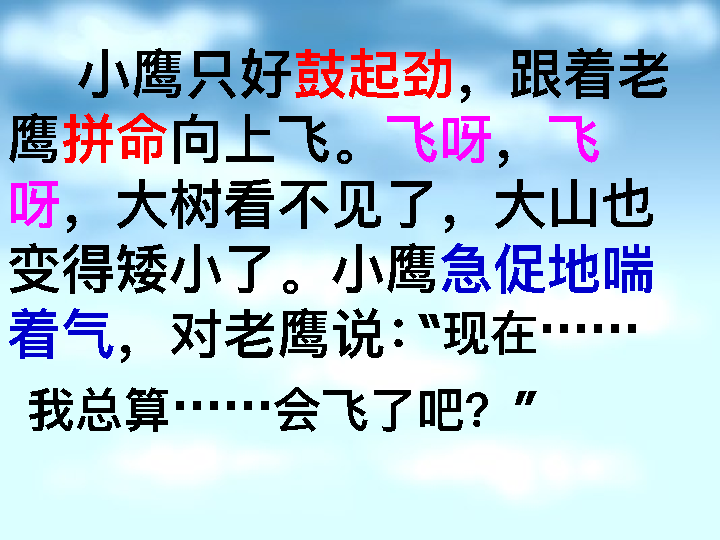 小鹰只好鼓起劲，跟着老
鹰拼命向上飞。飞呀，飞
呀，大树看不见了，大山也
变得矮小了。小鹰急促地喘
着气，对老鹰说：“现在……
我总算……会飞了吧？”